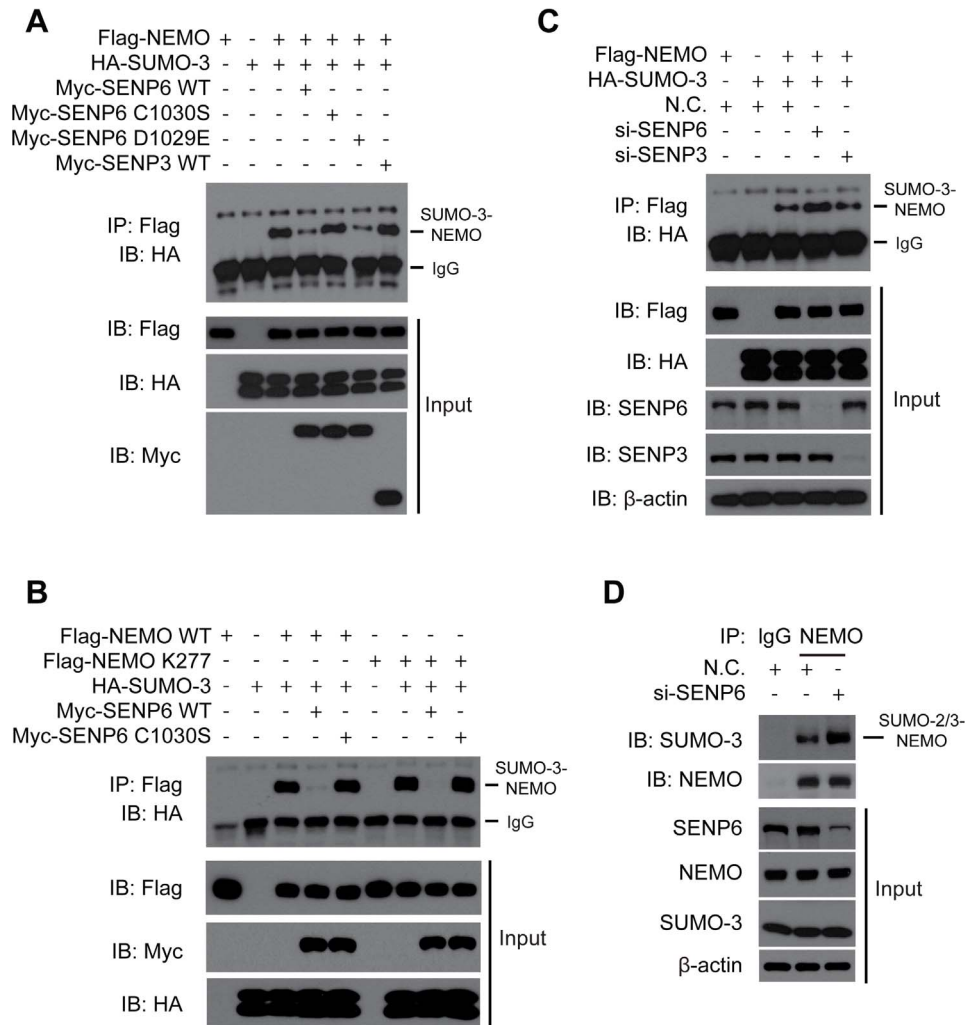 A
Flag-NEMO + - + + + + +
HA-SUMO-3 - + + + + + +
Myc-SENP6 WT - - - + - - -
Myc-SENP6 C1030S - - - - + - -
Myc-SENP6 D1029E - - - - - + -
Myc-SENP3 WT - - - - - - +
IP: Flag
IB: HA
SUMO-3-
NEMO
IgG
IB: Flag
IB: HA
IB: Myc
Input
C
Flag-NEMO + - + + +
HA-SUMO-3 - + + + +
N.C. + + + - -
si-SENP6 - - - + -
si-SENP3 - - - - +
IP: Flag
IB: HA
SUMO-3-
NEMO
IgG
IB: Flag
IB: HA
IB: SENP6
IB: SENP3
IB: β-actin
Input
B
Flag-NEMO WT + - + + + - - - -
Flag-NEMO K277 - - - - - + + + +
HA-SUMO-3 - + + + + - + + +
Myc-SENP6 WT - - - + - - - + -
Myc-SENP6 C1030S - - - - + - - - +
IP: Flag
IB: HA
SUMO-3-
NEMO
IgG
IB: Flag
IB: Myc
IB: HA
Input
D
IP: IgG NEMO
N.C. + + -
si-SENP6 - - +
IB: SUMO-3
SUMO-2/3-
NEMO
IB: NEMO
SENP6
NEMO
SUMO-3
β-actin
Input